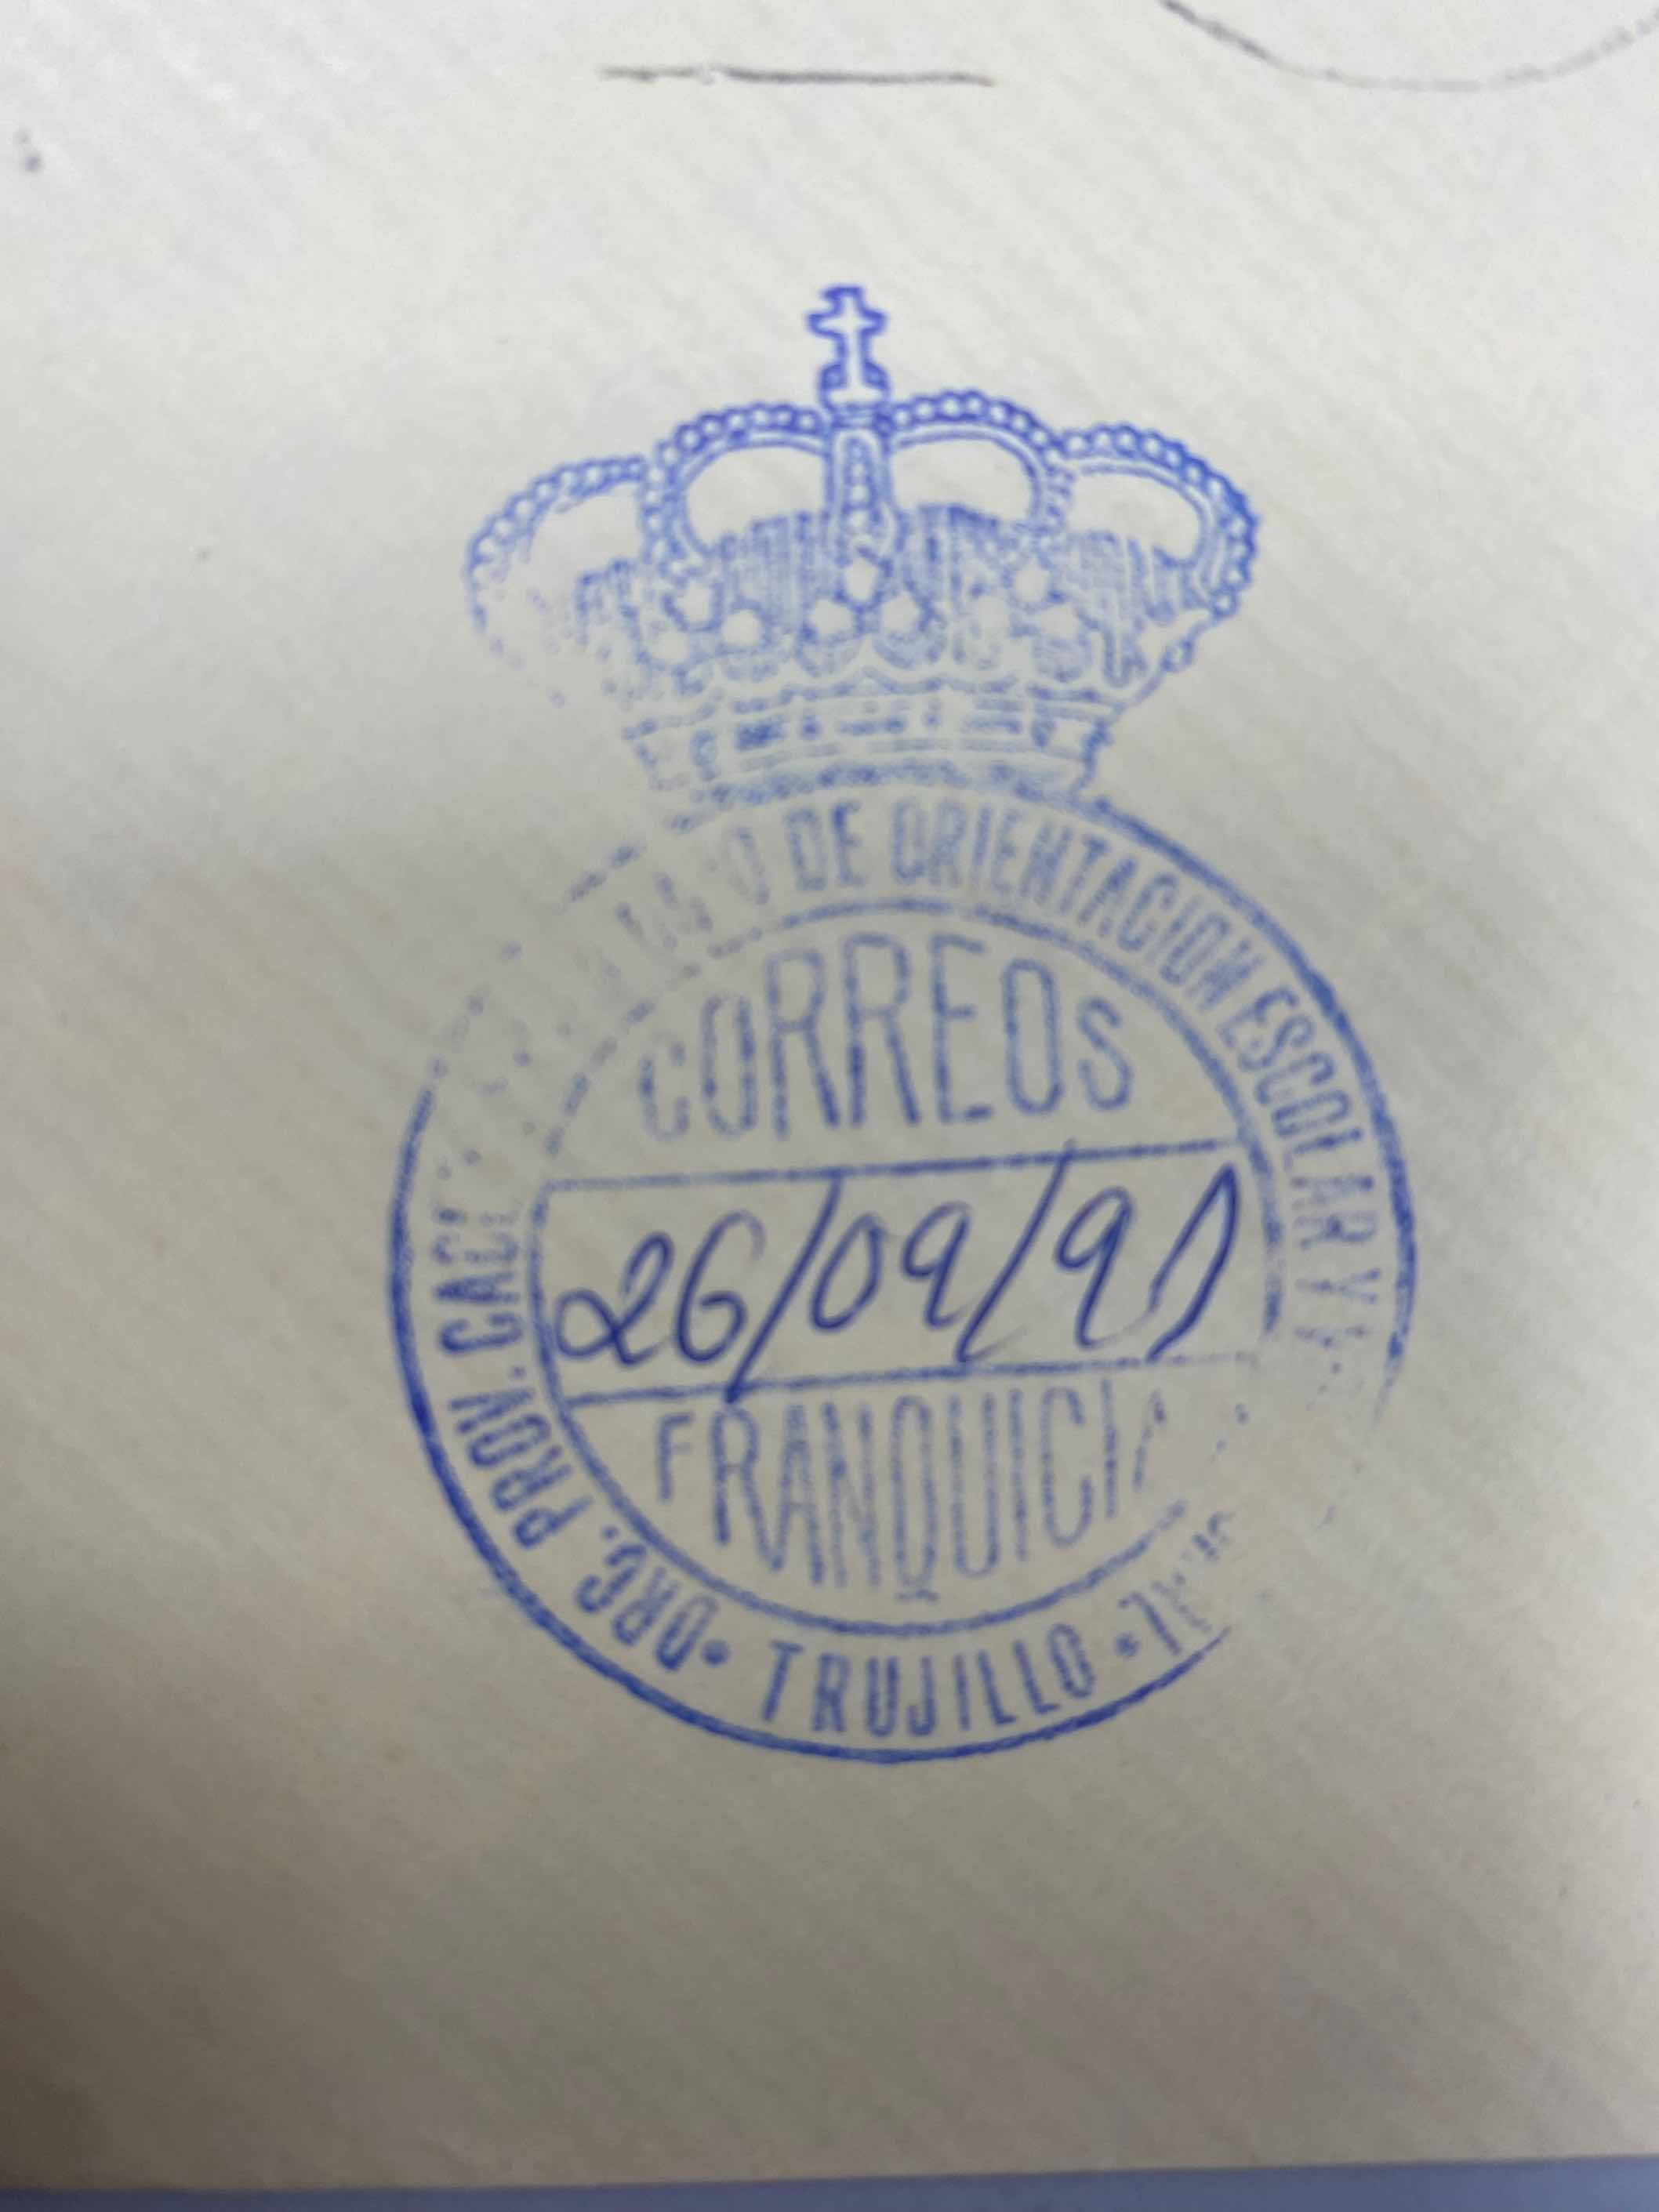 DE ORIENTACION ESCOLAR Y
ORG. PROV.
CORREOS
26/09/91
FRANQUICIA
TRUJILLO